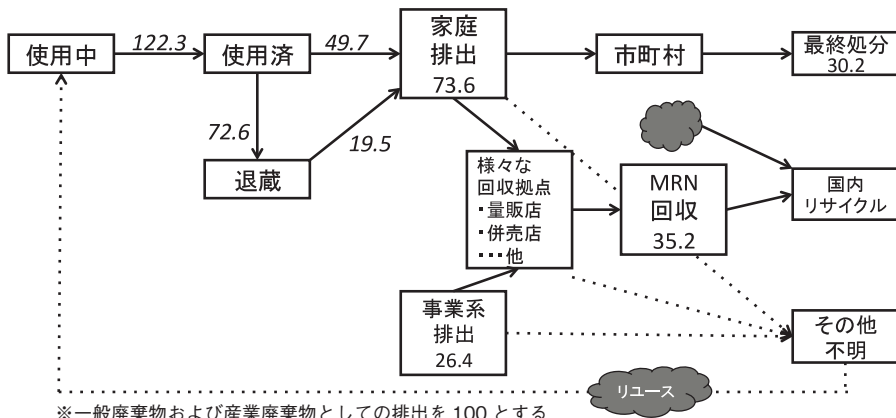 使用中
122.3
使用済
49.7
家庭
排出
73.6
市町村
最終処分
30.2
72.6
19.5
退蔵
様々な
回収拠点
・量販店
・併売店
・・・他
MRN
回収
35.2
国内
リサイクル
事業系
排出
26.4
その他
不明
リユース
※一般廃棄物および産業廃棄物としての排出を 100 とする